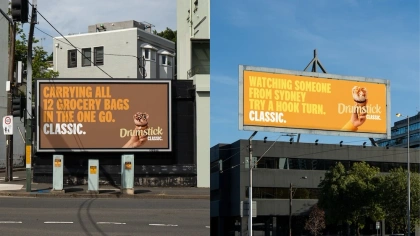 CARRYING ALL
12 GROCERY BAGS
IN THE ONE GO.
CLASSIC.
Drumstick
CLASSIC
WATCHING SOMEONE
FROM SYDNEY
TRY A HOOK TURN.
CLASSIC.
Drumstick
CLASSIC